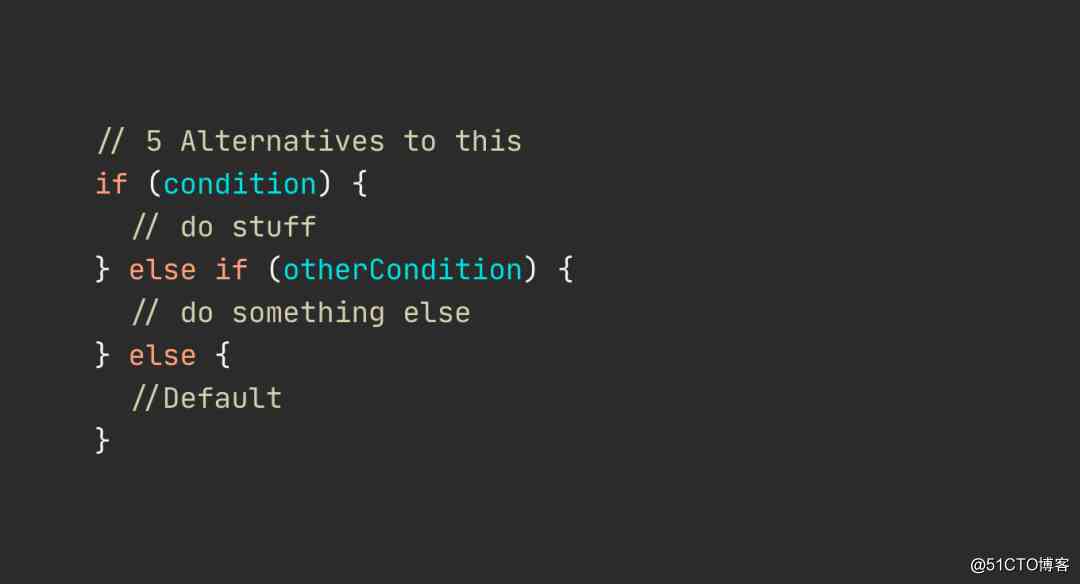 // 5 Alternatives to this
if (condition) {
// do stuff
} else if (otherCondition) {
// do something else
} else {
//Default
}
@51CTO博客